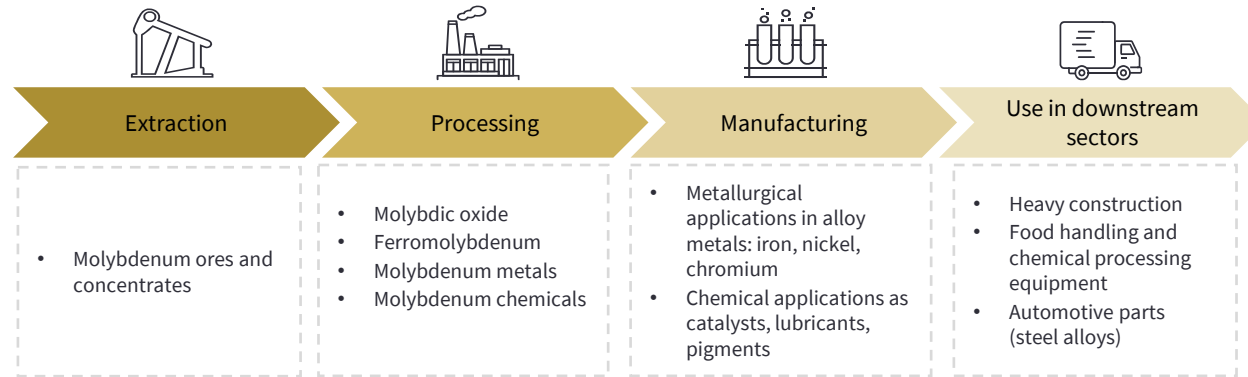 Extraction
Processing
Manufacturing
Use in downstream
sectors
• Molybdenum ores and
concentrates
• Molybdic oxide
• Ferromolybdenum
• Molybdenum metals
• Molybdenum chemicals
• Metallurgical
applications in alloy
metals: iron, nickel,
chromium
• Chemical applications as
catalysts, lubricants,
pigments
• Heavy construction
• Food handling and
chemical processing
equipment
• Automotive parts
(steel alloys)